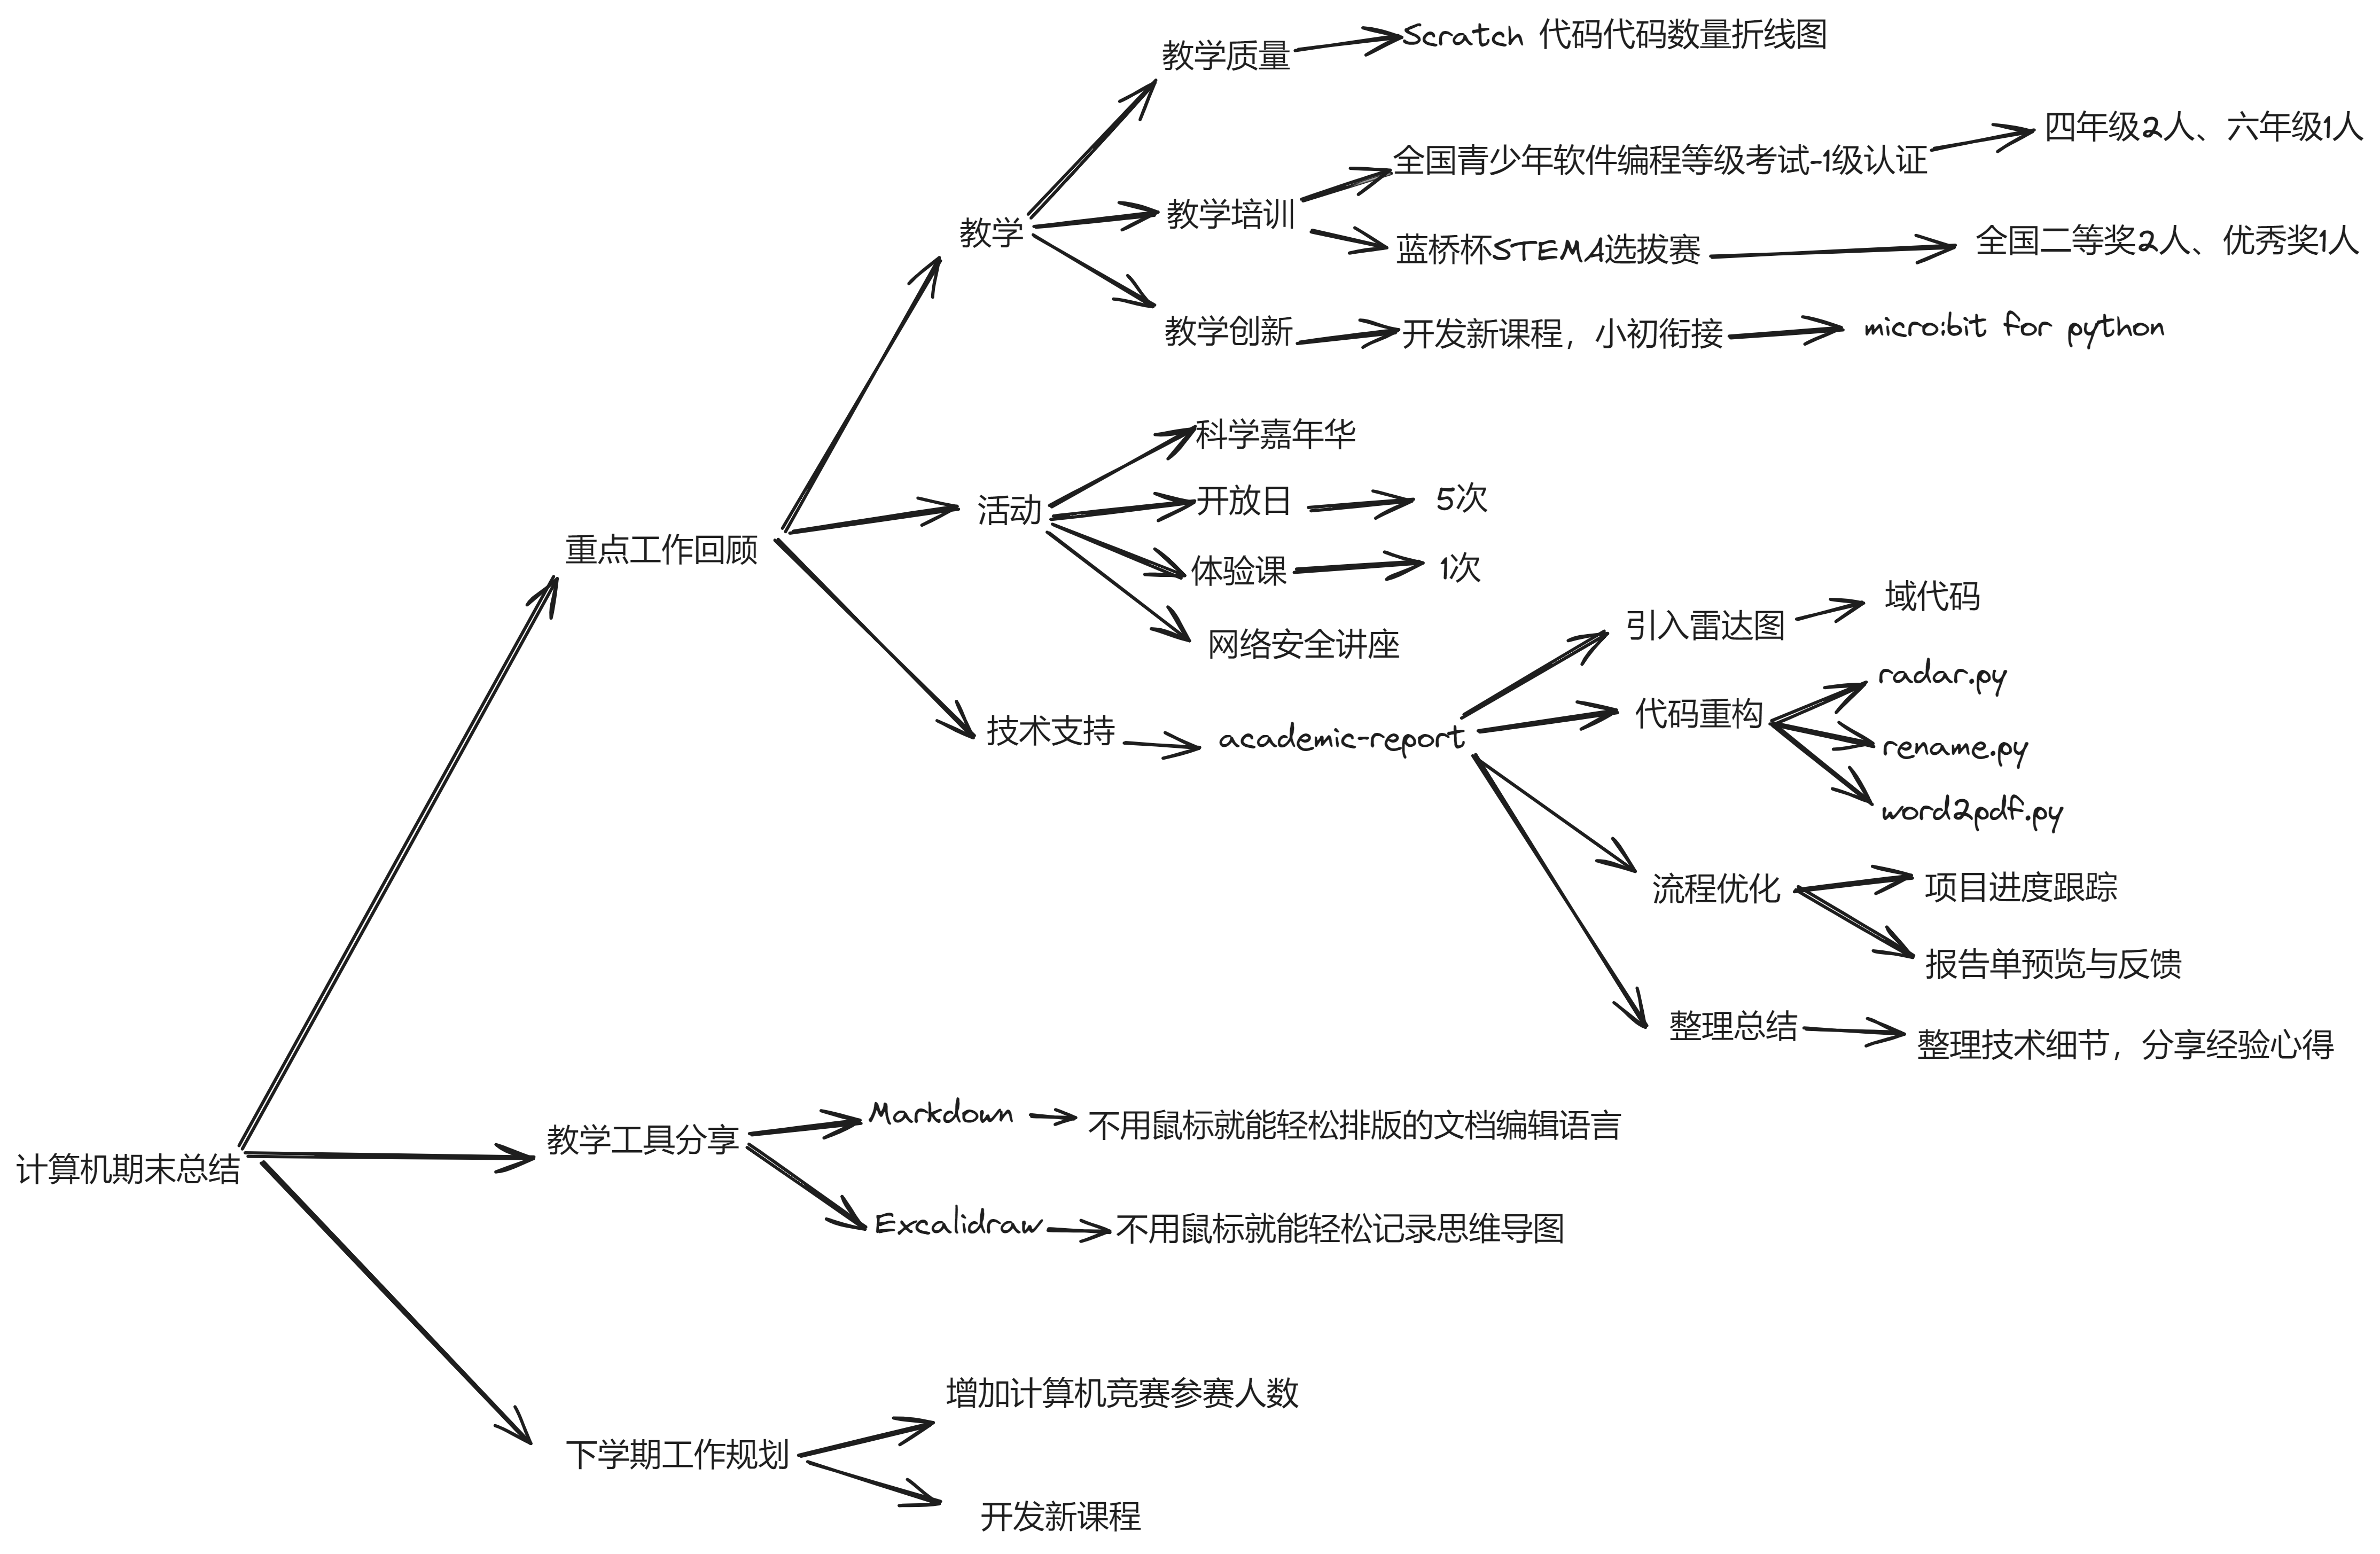 计算机期末总结
重点工作回顾
教学
教学质量
Scratch 代码代码数量折线图
教学培训
全国青少年软件编程等级考试-1级认证
四年级2人、六年级1人
蓝桥杯STEMA选拔赛
全国二等奖2人、优秀奖1人
教学创新
开发新课程，小初衔接
micro:bit for python
活动
科学嘉年华
开放日
5次
体验课
1次
网络安全讲座
技术支持
academic-report
引入雷达图
域代码
代码重构
radar.py
rename.py
word2pdf.py
流程优化
项目进度跟踪
报告单预览与反馈
整理总结
整理技术细节，分享经验心得
教学工具分享
Markdown
不用鼠标就能轻松排版的文档编辑语言
Excalidraw
不用鼠标就能轻松记录思维导图
下学期工作规划
增加计算机竞赛参赛人数
开发新课程